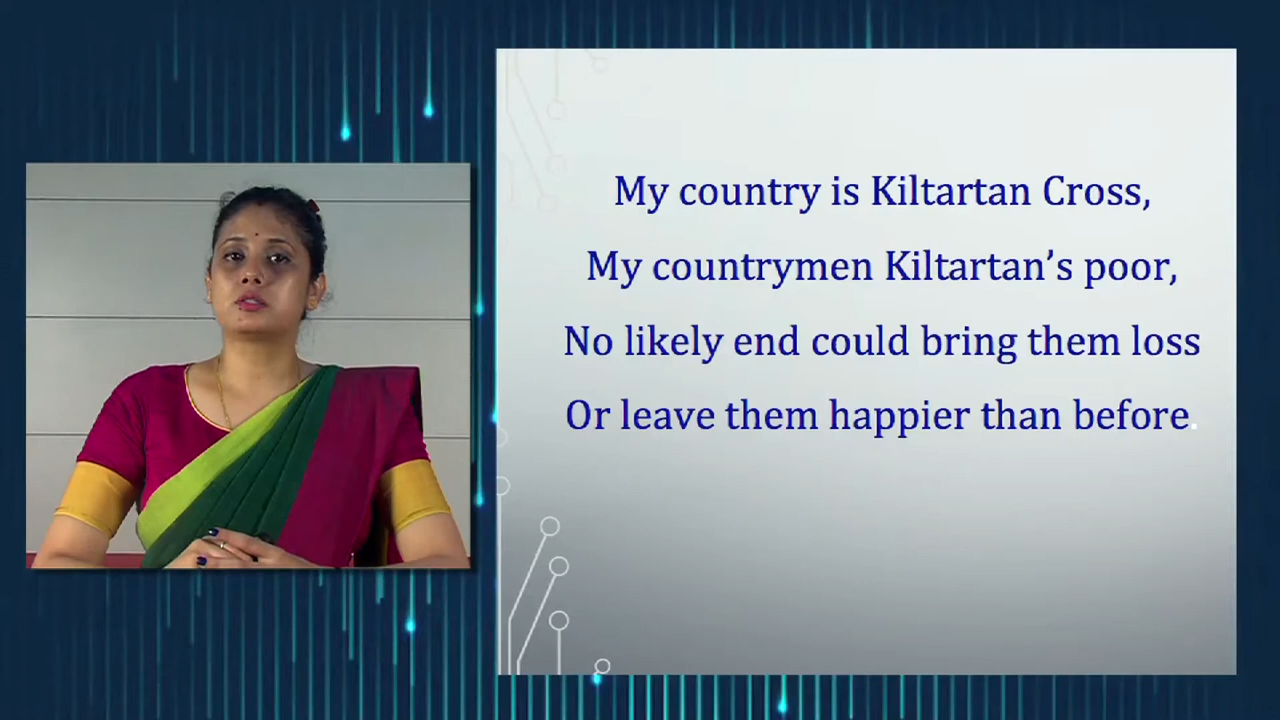 My country is Kiltartan Cross,
My countrymen Kiltartan’s poor,
No likely end could bring them loss
Or leave them happier than before.